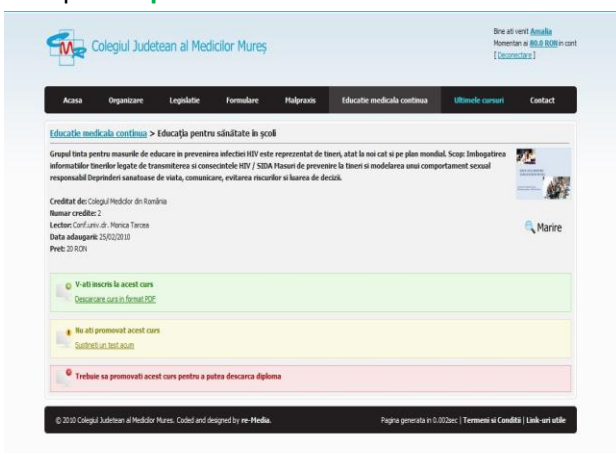 Colegiul Judetean al Medicilor Mureș
Bine ati venit Amalia
Momentan ai 80.0 RON in cont
[ Deconectare ]
Acasa Organizare Legislatie Formulare Malpraxis Educatie medicala continua Ultimele cursuri Contact
Educatie medicala continua > Educația pentru sănătate în școli
Grupul tinta pentru masurile de educare in prevenirea infectiei HIV este reprezentat de tineri, atat la noi cat si pe plan mondial. Scop: Imbogatirea
informatiilor tinerilor legate de transmiterea si consecintele HIV / SIDA Masuri de prevenire la tineri si modelarea unui comportament sexual
responsabil Deprinderi sanatoase de viata, comunicare, evitarea riscurilor si luarea de decizii.
Creditat de: Colegiul Medicilor din România
Numar credite: 2
Lector: Conf.univ.dr. Monica Tarcea
Data adaugarii: 25/02/2010
Pret: 20 RON
Marire
V-ati inscris la acest curs
Descarcare curs in format PDF
Nu ati promovat acest curs
Sustineti un test acum
Trebuie sa promovati acest curs pentru a putea descarca diploma
© 2010 Colegiul Judetean al Medicilor Mures. Coded and designed by re-Media.
Pagina generata in 0.002sec | Termeni si Conditii | Link-uri utile